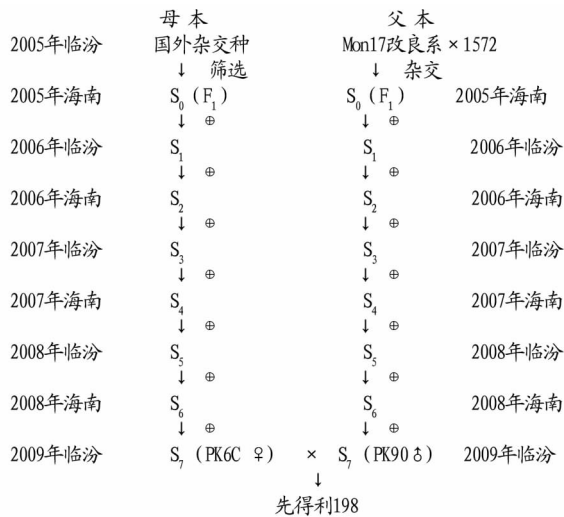 母本 父本
2005年临汾 国外杂交种 Mon17改良系×1572
↓ 筛选 ↓ 杂交
2005年海南 S₀(F₁) S₀(F₁) 2005年海南
↓ ⊕ ↓ ⊕
2006年临汾 S₁ S₁ 2006年临汾
↓ ⊕ ↓ ⊕
2006年海南 S₂ S₂ 2006年海南
↓ ⊕ ↓ ⊕
2007年临汾 S₃ S₃ 2007年临汾
↓ ⊕ ↓ ⊕
2007年海南 S₄ S₄ 2007年海南
↓ ⊕ ↓ ⊕
2008年临汾 S₅ S₅ 2008年临汾
↓ ⊕ ↓ ⊕
2008年海南 S₆ S₆ 2008年海南
↓ ⊕ ↓ ⊕
2009年临汾 S₇(PK6C ♀) × S₇(PK90♂) 2009年临汾
↓
先得利198